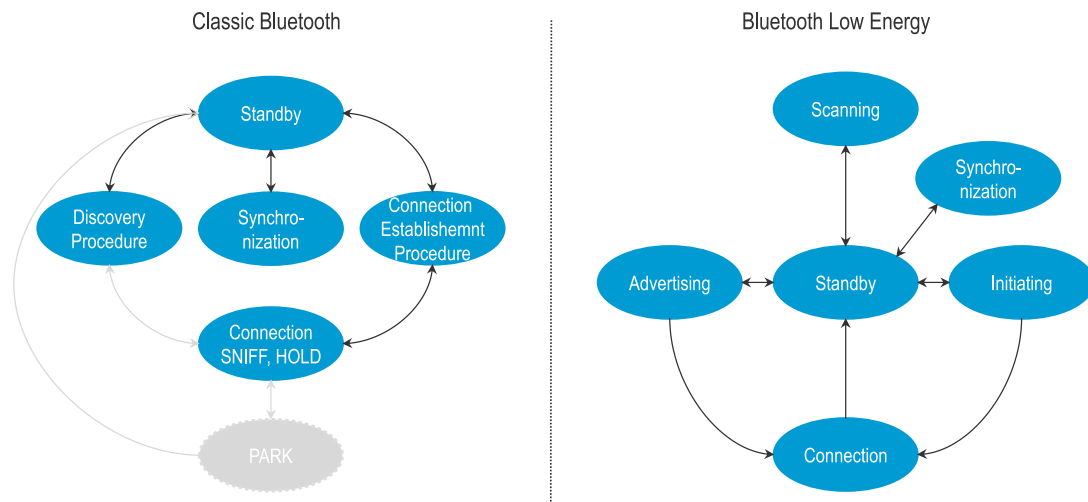 Classic Bluetooth
Standby
Discovery
Procedure
Synchro-
nization
Connection
Establishemnt
Procedure
Connection
SNIFF, HOLD
PARK
Bluetooth Low Energy
Scanning
Synchro-
nization
Advertising
Standby
Initiating
Connection